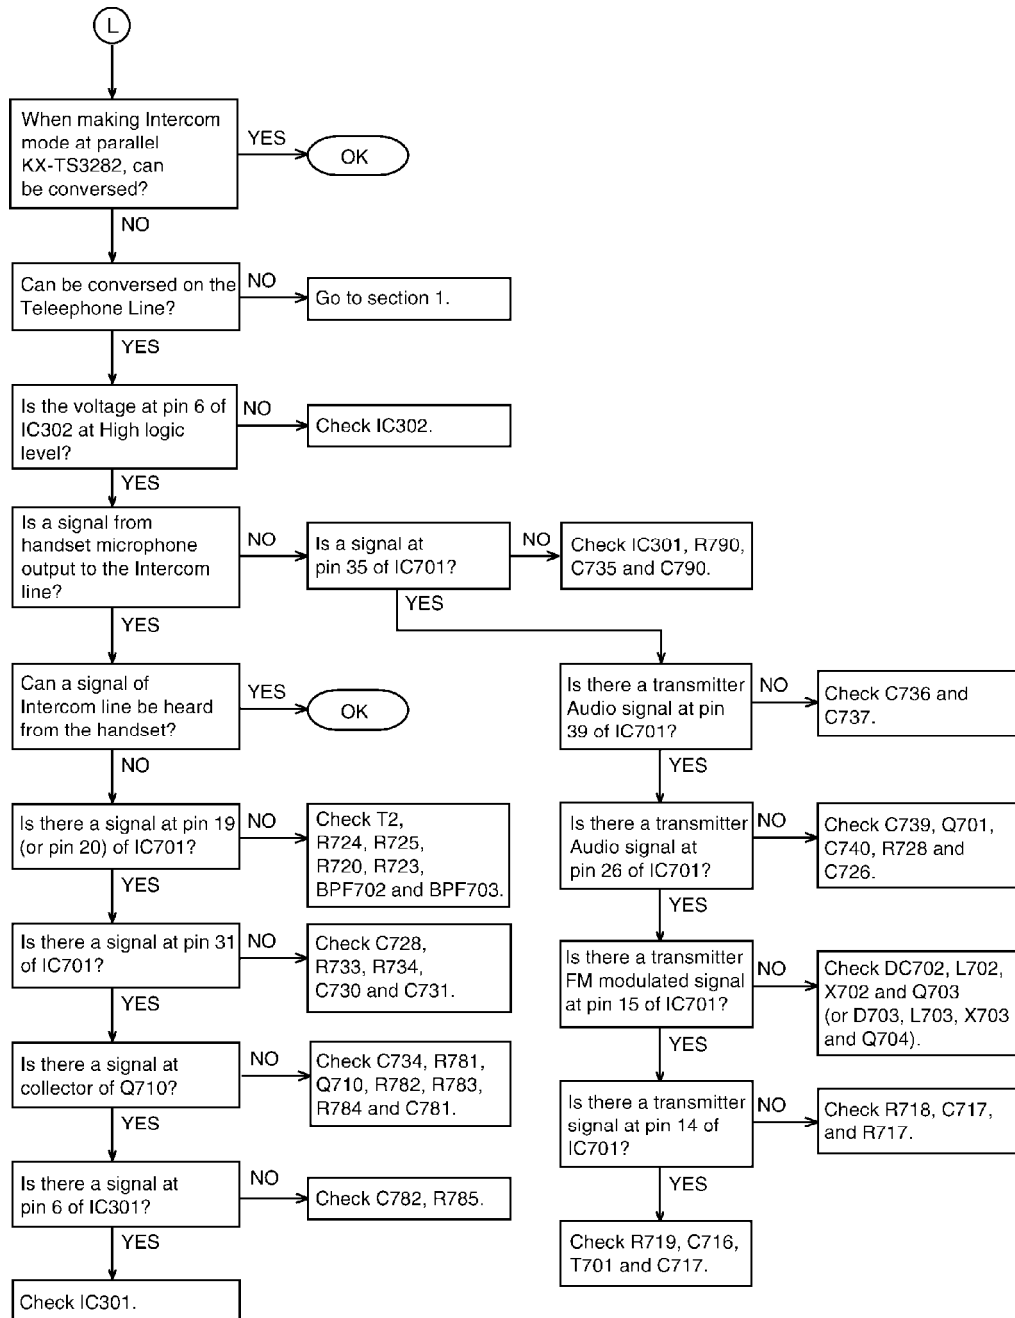 L
When making Intercom
mode at parallel
KX-TS3282, can
be conversed?
YES
OK
NO
Can be conversed on the
Teleephone Line?
NO
Go to section 1.
YES
Is the voltage at pin 6 of
IC302 at High logic
level?
NO
Check IC302.
YES
Is a signal from
handset microphone
output to the Intercom
line?
NO
Is a signal at
pin 35 of IC701?
NO
Check IC301, R790,
C735 and C790.
YES
YES
Can a signal of
Intercom line be heard
from the handset?
YES
OK
NO
Is there a transmitter
Audio signal at pin
39 of IC701?
NO
Check C736 and
C737.
YES
Is there a signal at pin 19
(or pin 20) of IC701?
NO
Check T2,
R724, R725,
R720, R723,
BPF702 and BPF703.
YES
Is there a transmitter
Audio signal at
pin 26 of IC701?
NO
Check C739, Q701,
C740, R728 and
C726.
YES
Is there a signal at pin 31
of IC701?
NO
Check C728,
R733, R734,
C730 and C731.
YES
Is there a transmitter
FM modulated signal
at pin 15 of IC701?
NO
Check DC702, L702,
X702 and Q703
(or D703, L703, X703
and Q704).
YES
Is there a signal at
collector of Q710?
NO
Check C734, R781,
Q710, R782, R783,
R784 and C781.
YES
Is there a transmitter
signal at pin 14 of
IC701?
NO
Check R718, C717,
and R717.
YES
Is there a signal at
pin 6 of IC301?
NO
Check C782, R785.
YES
Check R719, C716,
T701 and C717.
Check IC301.